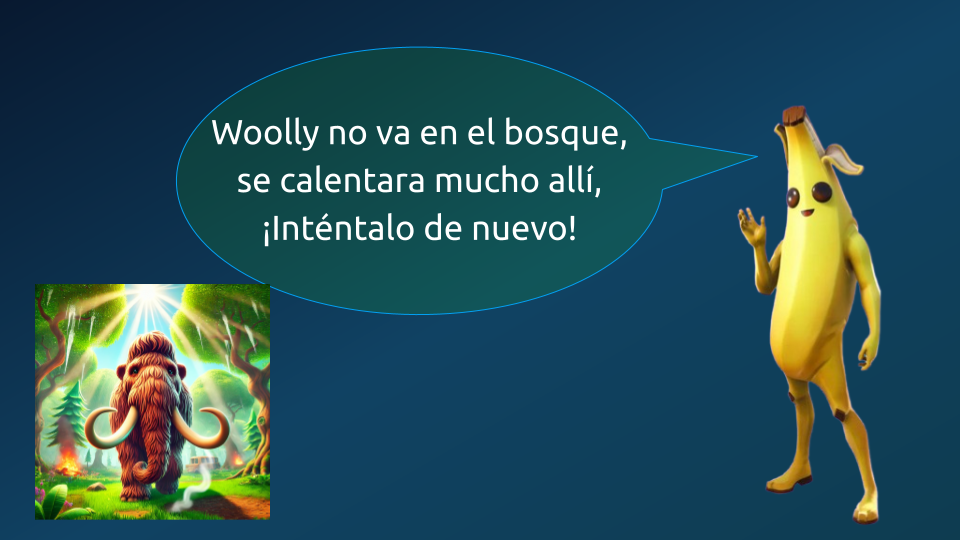 Woolly no va en el bosque,
se calentara mucho allí,
¡Inténtalo de nuevo!